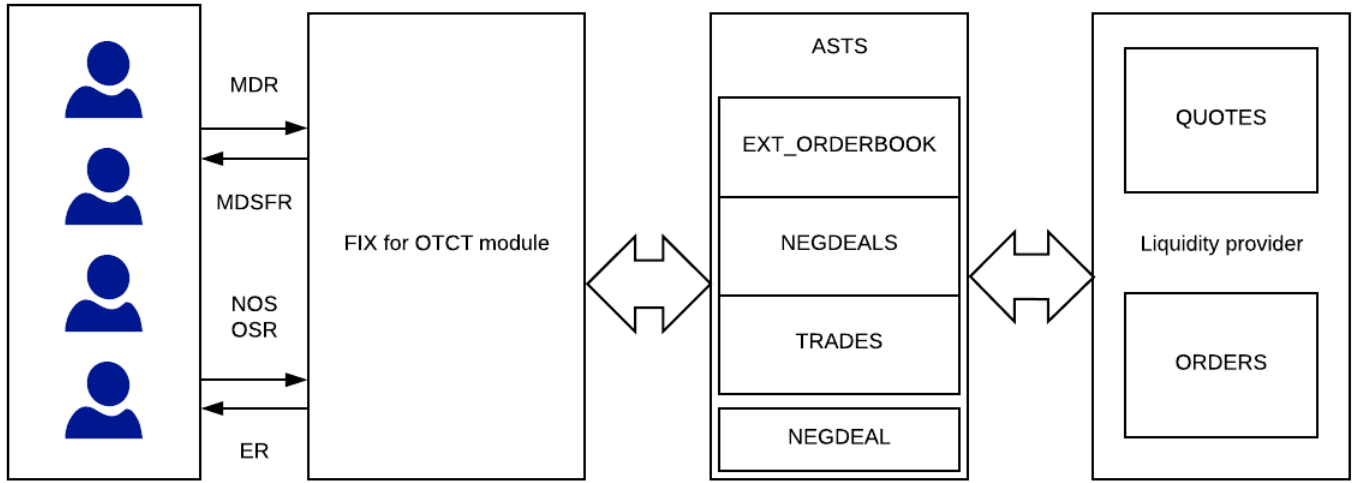 MDR
MDSFR
NOS
OSR
ER
FIX for OTCT module
ASTS
EXT_ORDERBOOK
NEGDEALS
TRADES
NEGDEAL
QUOTES
Liquidity provider
ORDERS